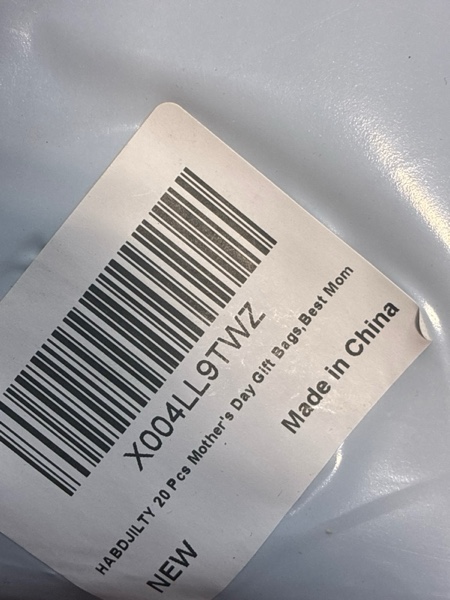 X004LL9TWZ
HABDJILTY 20 Pcs Mother's Day Gift Bags,Best Mom
NEW
Made in China